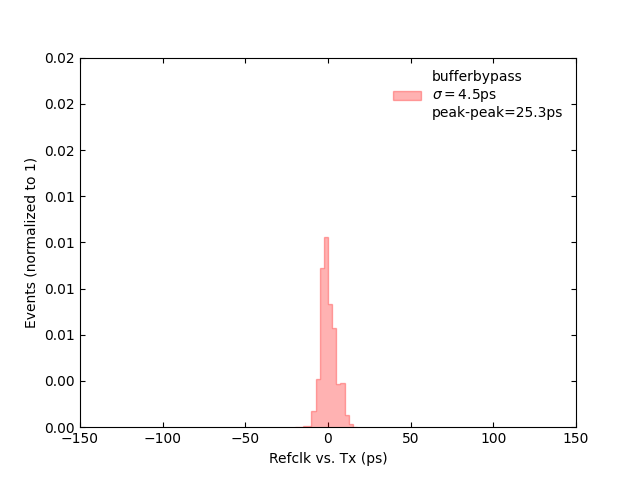 0.02
0.02
0.02
0.01
0.01
0.01
0.01
0.00
0.00
Events (normalized to 1)
bufferbypass
σ = 4.5ps
peak-peak=25.3ps
−150 −100 −50 0 50 100 150
Refclk vs. Tx (ps)